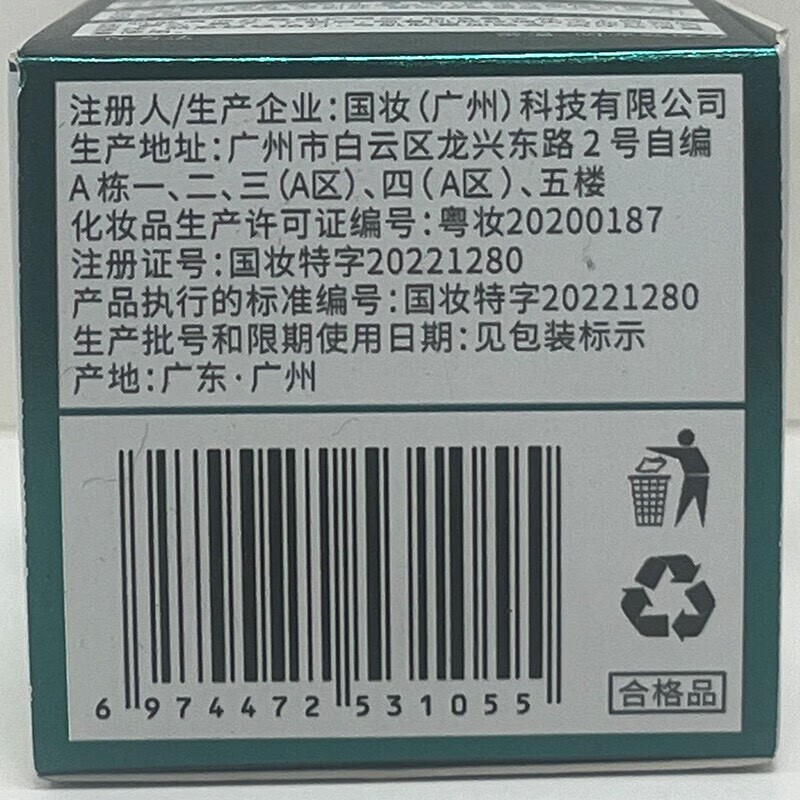 注册人/生产企业:国妆(广州)科技有限公司
生产地址:广州市白云区龙兴东路2号自编
A栋一、二、三(A区)、四(A区)、五楼
化妆品生产许可证编号:粤妆20200187
注册证号:国妆特字20221280
产品执行的标准编号:国妆特字20221280
生产批号和限期使用日期:见包装标示
产地:广东·广州
6 974472 531055
合格品